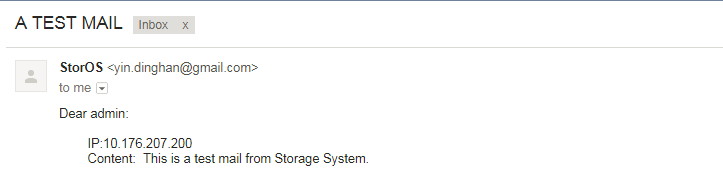 A TEST MAIL Inbox x
StorOS <yin.dinghan@gmail.com>
to me
Dear admin:
IP:10.176.207.200
Content: This is a test mail from Storage System.